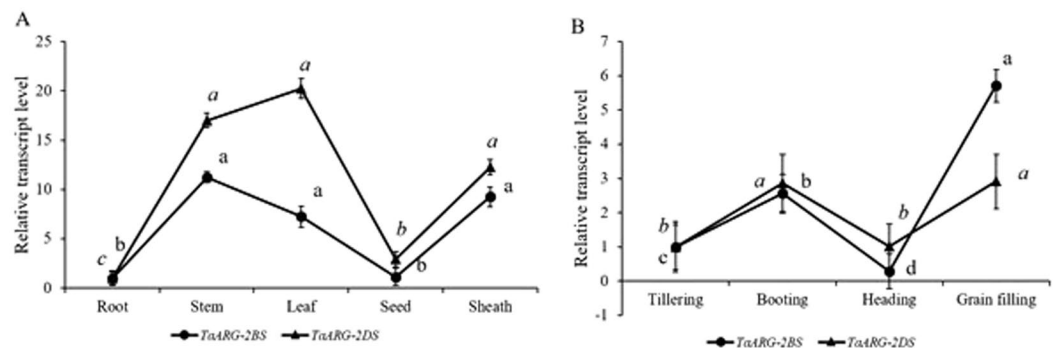 A
B
Relative transcript level
25
20
15
10
5
0
a
a
a
a
a
a
b
c
b
b
Root Stem Leaf Seed Sheath
TaARG-2BS TaARG-2DS
Relative transcript level
7
6
5
4
3
2
1
0
-1
a
a
b
a
b
b
c
d
Tillering Booting Heading Grain filling
TaARG-2BS TaARG-2DS